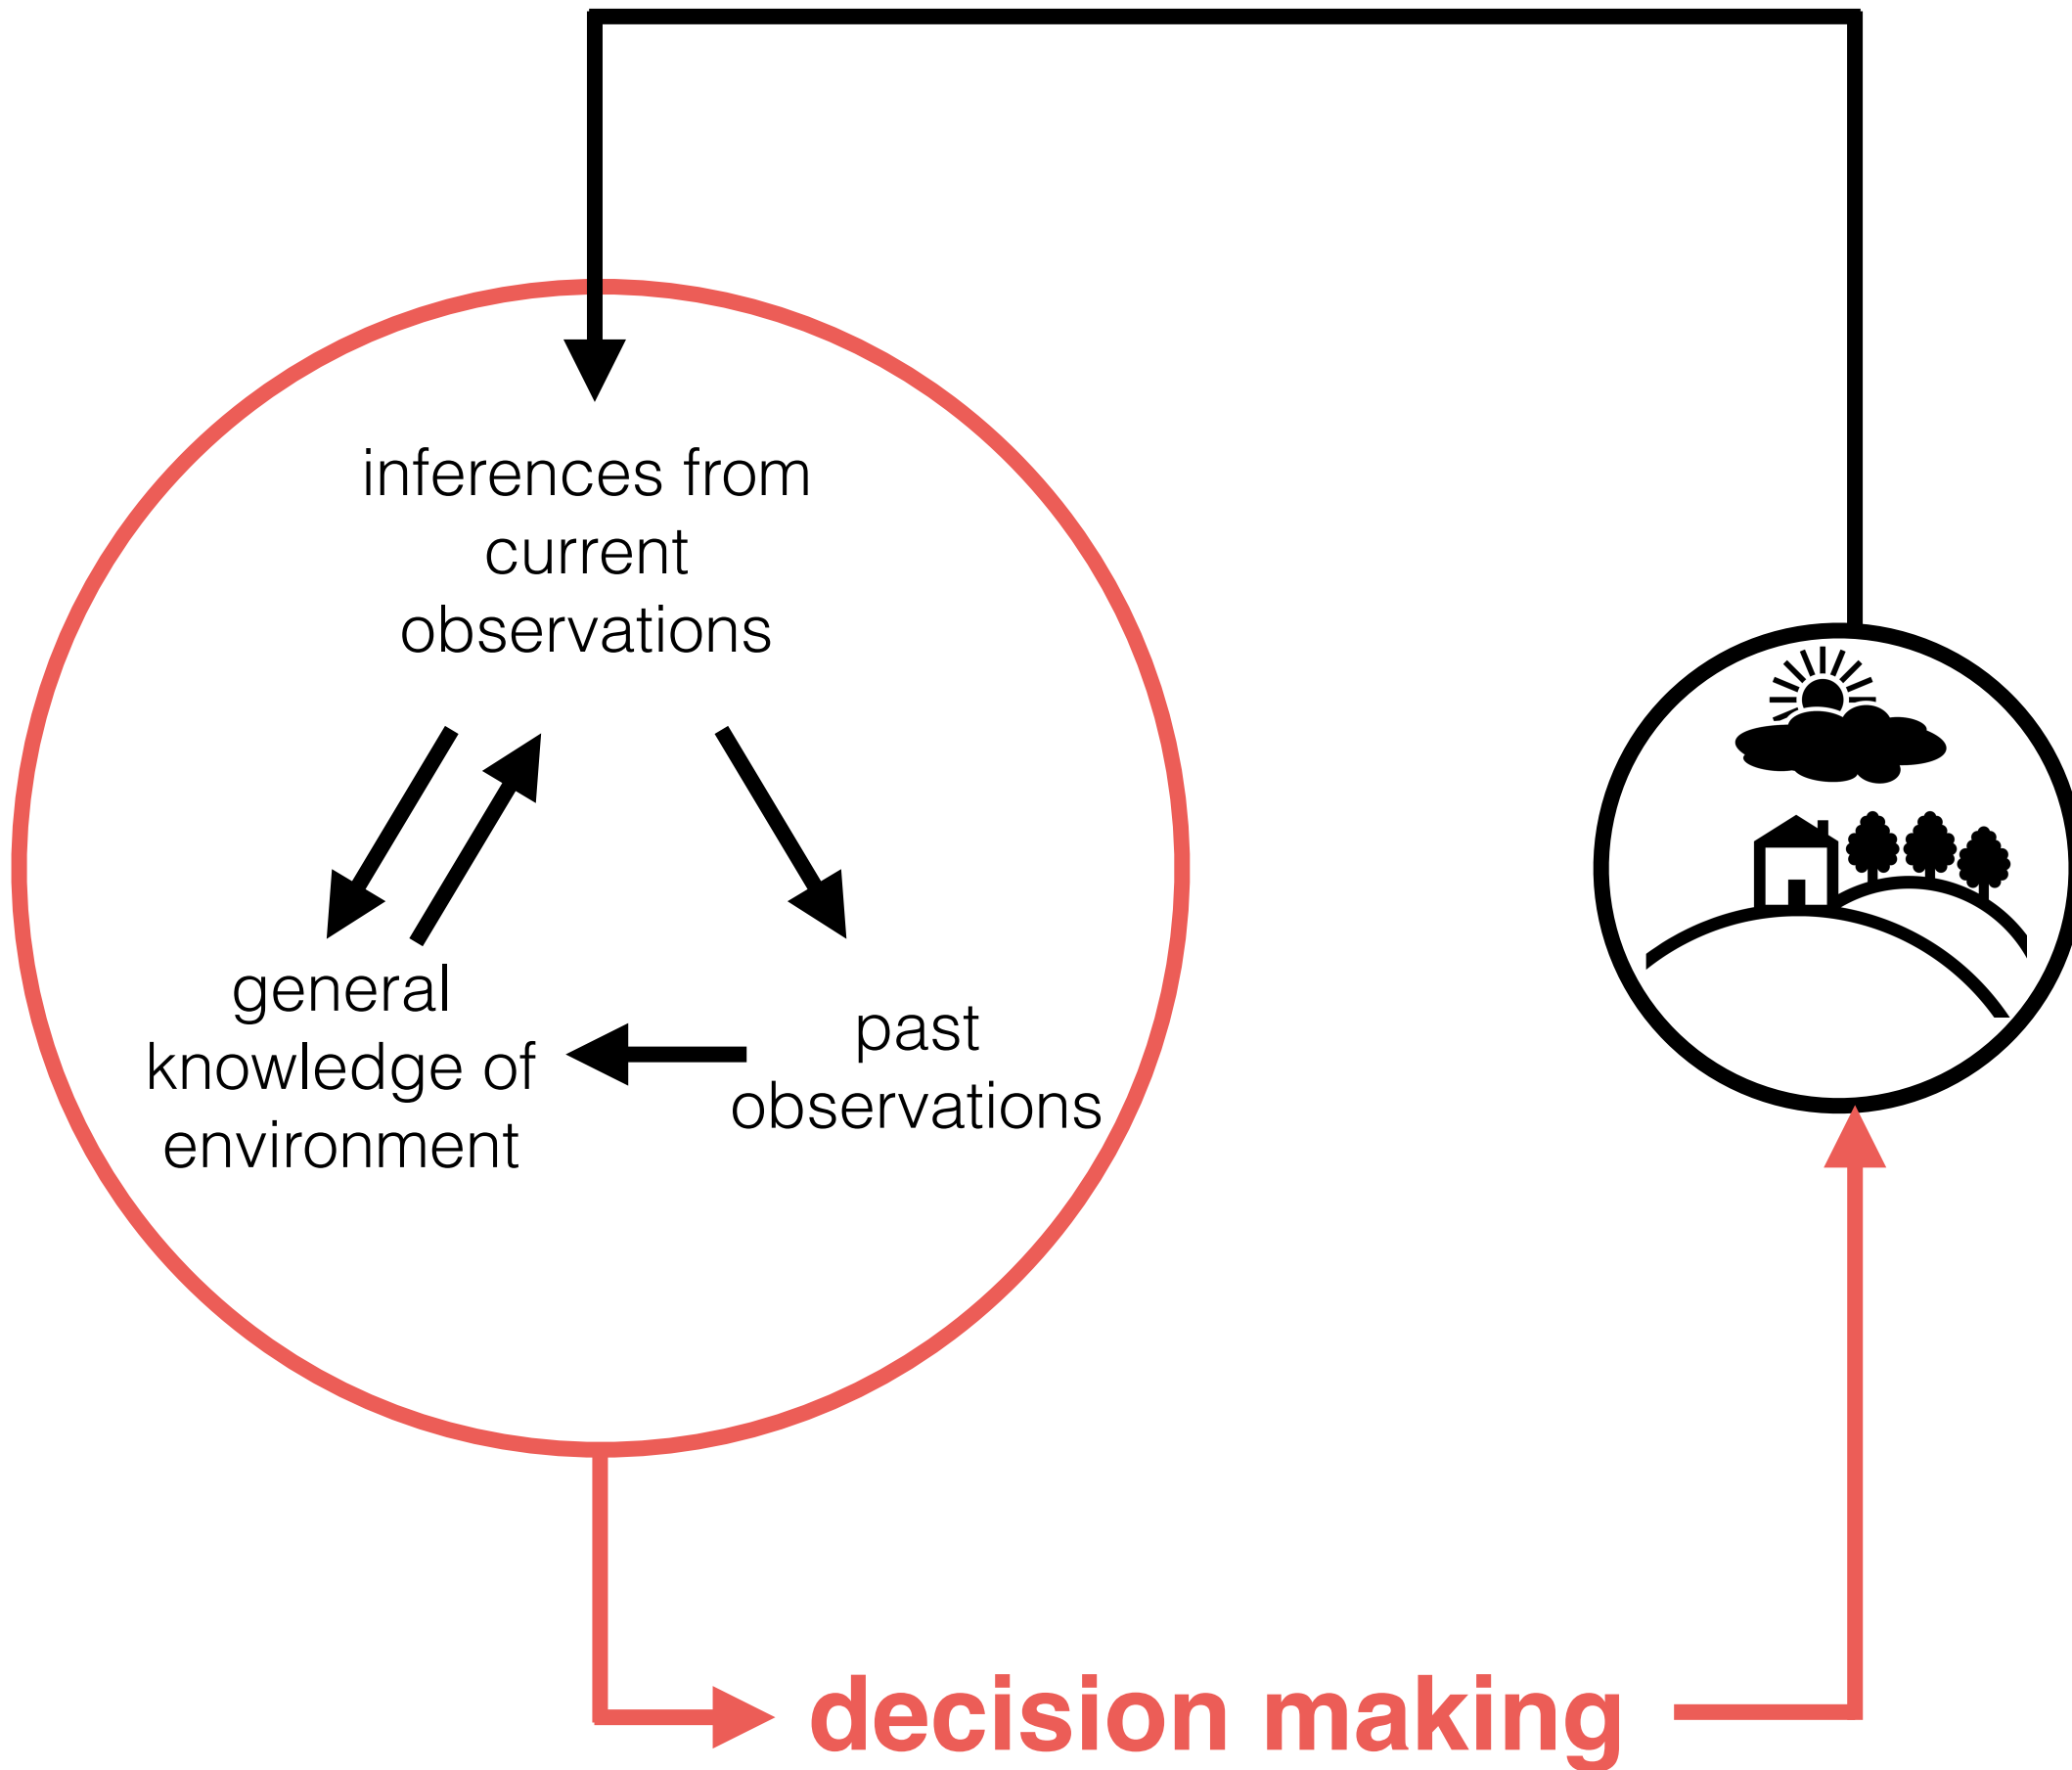 inferences from
current
observations
general
knowledge of
environment
past
observations
decision making